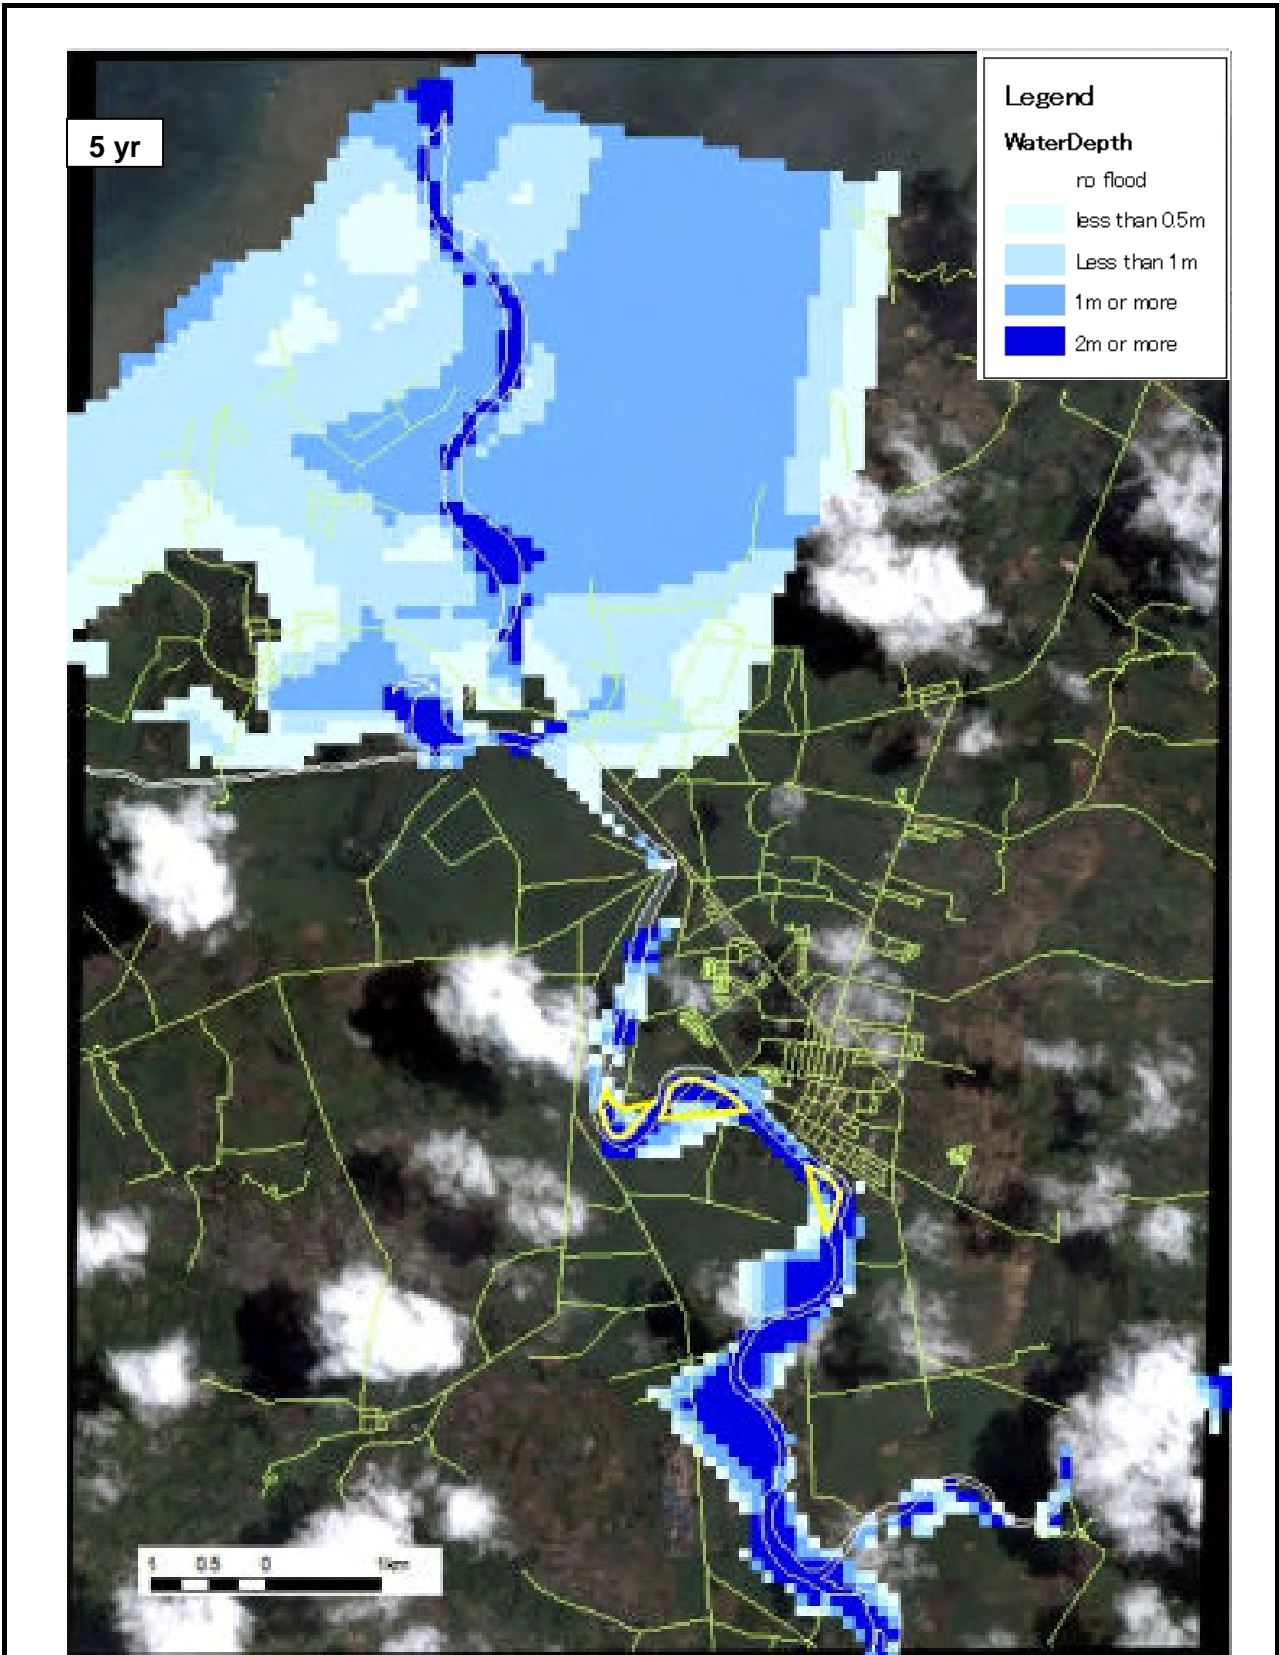 5 yr
Legend
WaterDepth
no flood
less than 0.5m
Less than 1m
1m or more
2m or more
1 0.5 0 1km